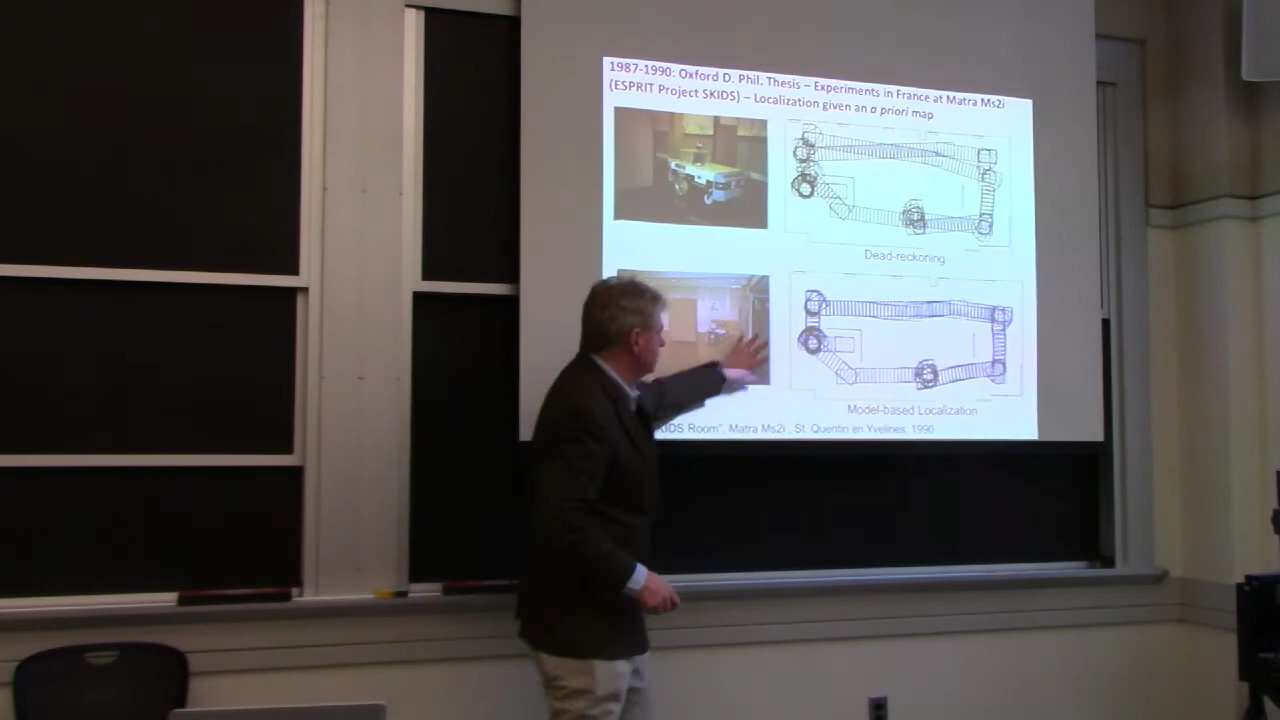 1987-1990: Oxford D. Phil. Thesis – Experiments in France at Matra Ms2i
(ESPRIT Project SKIDS) – Localization given an a priori map
Dead-reckoning
Model-based Localization
KIDS Room", Matra Ms2i , St. Quentin en Yvelines, 1990